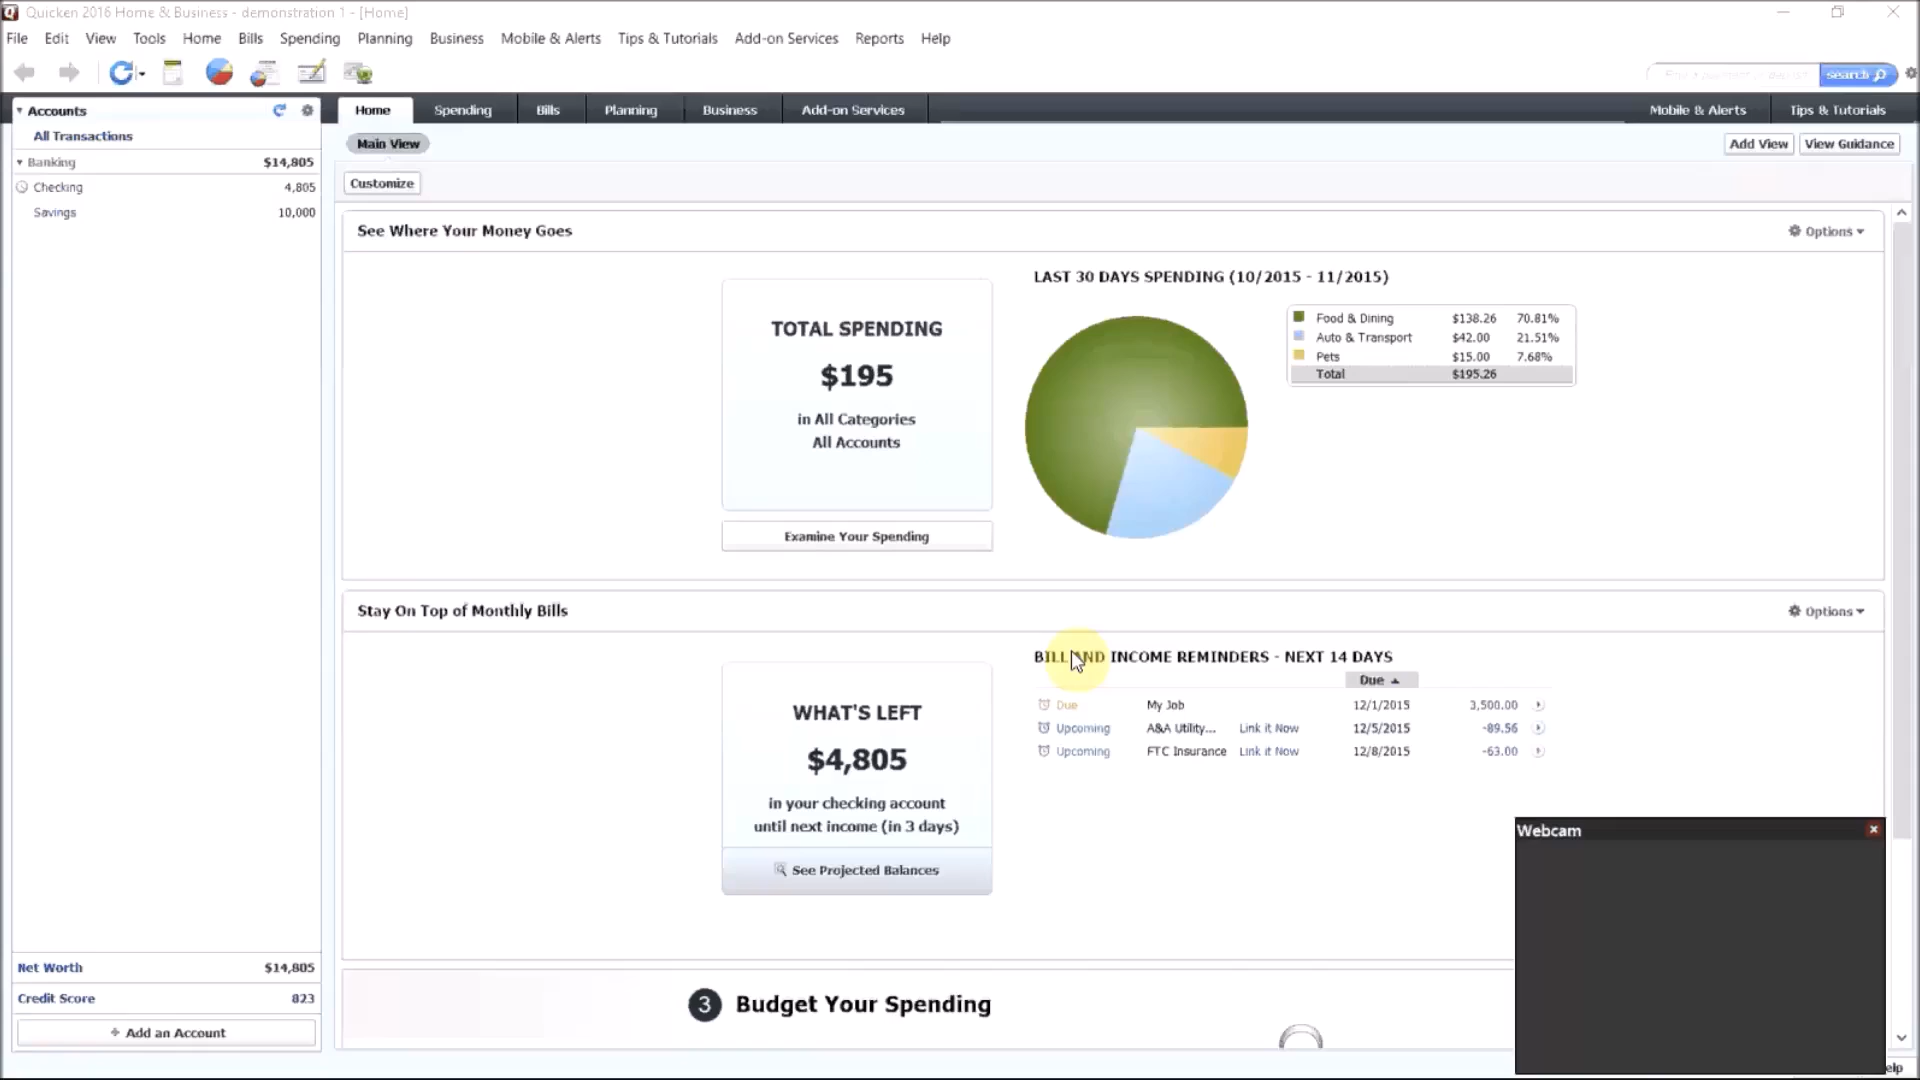 Quicken 2016 Home & Business - demonstration 1 - [Home]
File Edit View Tools Home Bills Spending Planning Business Mobile & Alerts Tips & Tutorials Add-on Services Reports Help
search
Accounts
All Transactions
Banking $14,805
Checking 4,805
Savings 10,000
Net Worth $14,805
Credit Score 823
+ Add an Account
Home Spending Bills Planning Business Add-on Services Mobile & Alerts Tips & Tutorials
Main View Add View View Guidance
Customize
See Where Your Money Goes Options
TOTAL SPENDING
$195
in All Categories
All Accounts
Examine Your Spending
LAST 30 DAYS SPENDING (10/2015 - 11/2015)
Food & Dining $138.26 70.81%
Auto & Transport $42.00 21.51%
Pets $15.00 7.68%
Total $195.26
Stay On Top of Monthly Bills Options
WHAT'S LEFT
$4,805
in your checking account
until next income (in 3 days)
See Projected Balances
BILL AND INCOME REMINDERS - NEXT 14 DAYS
Due
Due My Job 12/1/2015 3,500.00
Upcoming A&A Utility... Link it Now 12/5/2015 -89.56
Upcoming FTC Insurance Link it Now 12/8/2015 -63.00
3 Budget Your Spending
Webcam
elp